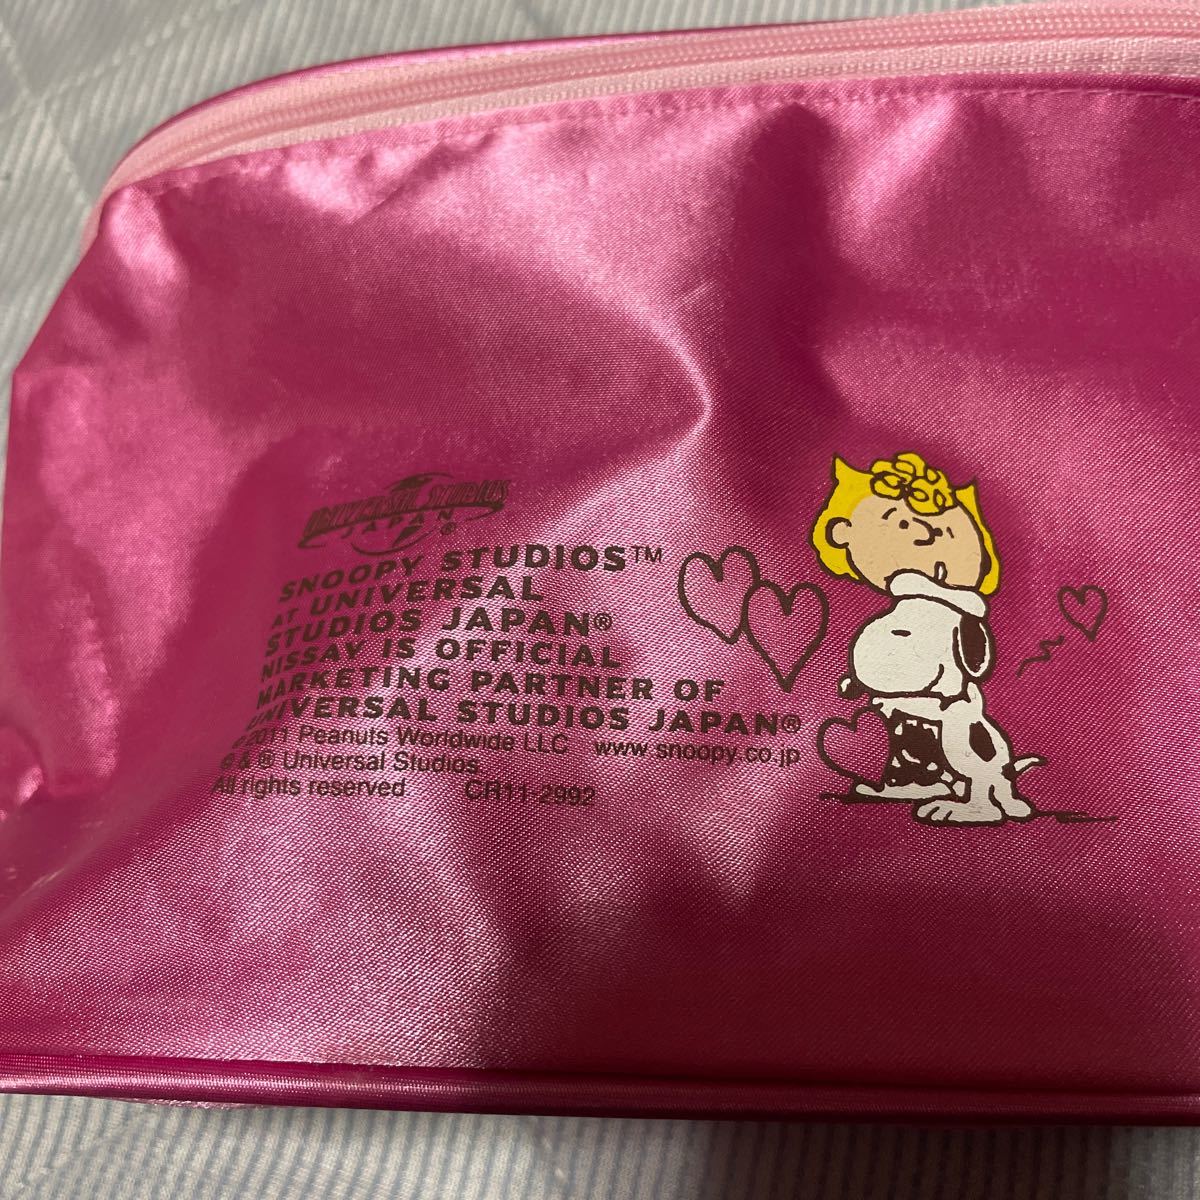 UNIVERSAL STUDIOS
JAPAN®
SNOOPY STUDIOS™
AT UNIVERSAL
STUDIOS JAPAN®
NISSAY IS OFFICIAL
MARKETING PARTNER OF
UNIVERSAL STUDIOS JAPAN®
©2011 Peanuts Worldwide LLC www.snoopy.co.jp
© & ® Universal Studios.
All rights reserved. CR11-2992